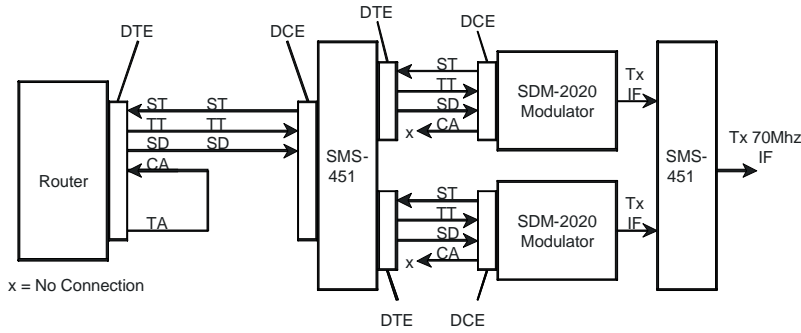 DTE
DCE
DTE
DCE
ST ST
TT TT
SD SD
CA
TA
Router
SMS-
451
ST
TT
SD
x CA
SDM-2020
Modulator
Tx
IF
ST
TT
SD
x CA
SDM-2020
Modulator
Tx
IF
SMS-
451
Tx 70Mhz
IF
x = No Connection
DTE
DCE